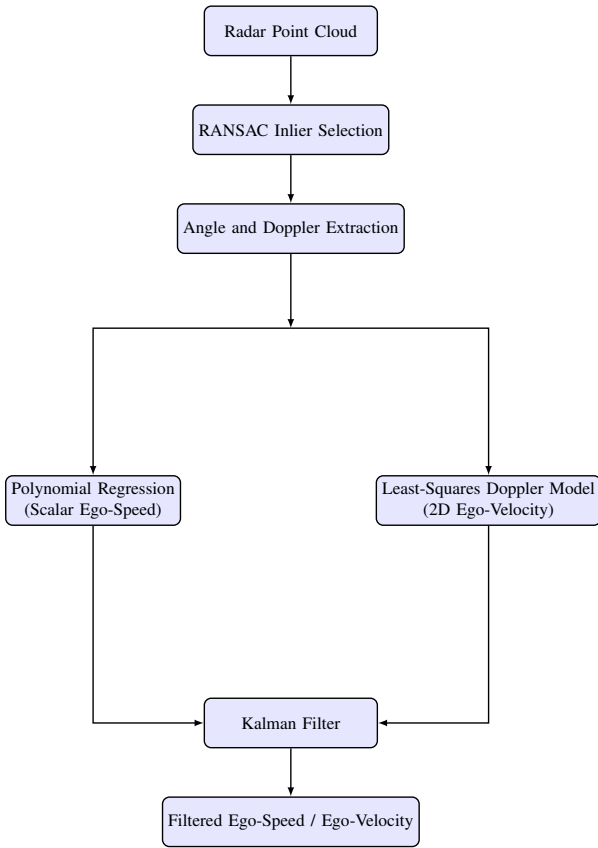 Radar Point Cloud
RANSAC Inlier Selection
Angle and Doppler Extraction
Polynomial Regression
(Scalar Ego-Speed)
Least-Squares Doppler Model
(2D Ego-Velocity)
Kalman Filter
Filtered Ego-Speed / Ego-Velocity